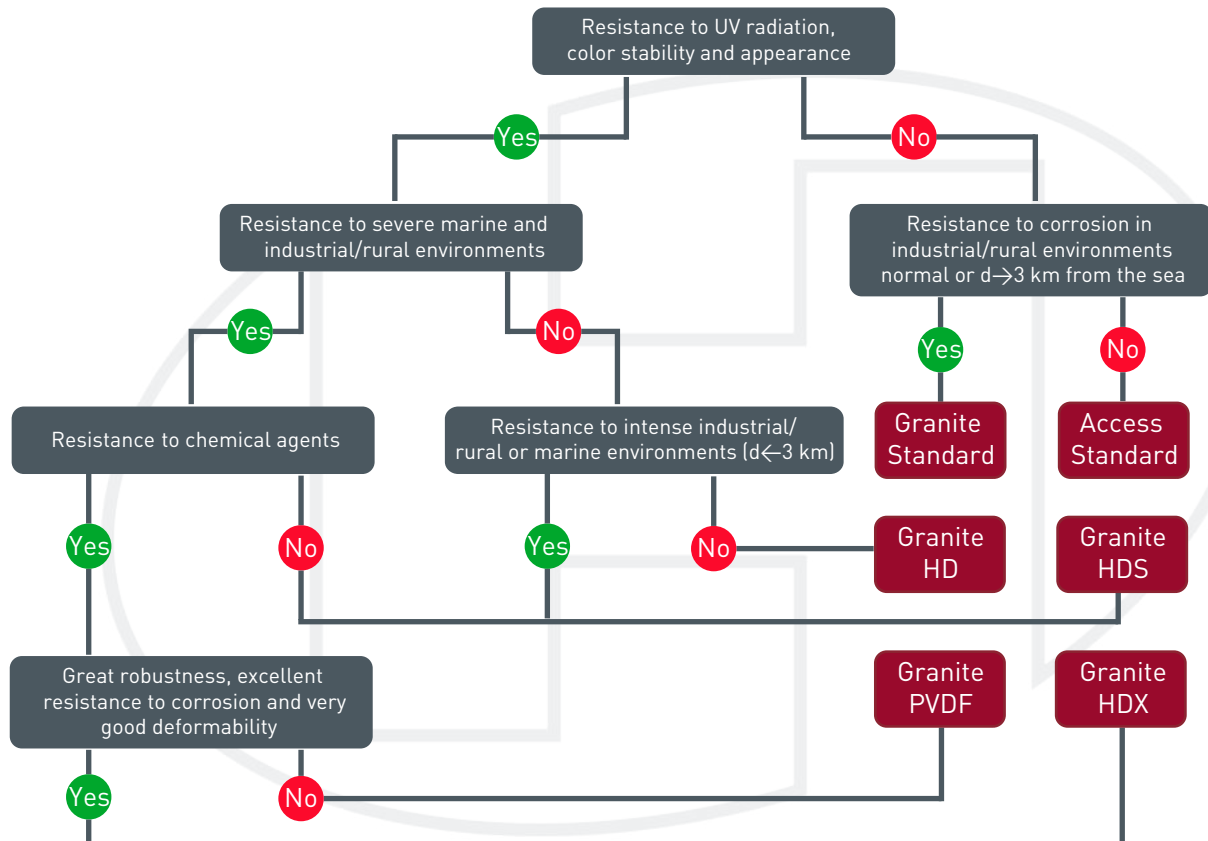 Resistance to UV radiation,
color stability and appearance
Yes
No
Resistance to severe marine and
industrial/rural environments
Resistance to corrosion in
industrial/rural environments
normal or d→3 km from the sea
Yes
No
Yes
No
Resistance to chemical agents
Resistance to intense industrial/
rural or marine environments (d←3 km)
Granite
Standard
Access
Standard
Yes
No
Yes
No
Granite
HD
Granite
HDS
Great robustness, excellent
resistance to corrosion and very
good deformability
Granite
PVDF
Granite
HDX
Yes
No